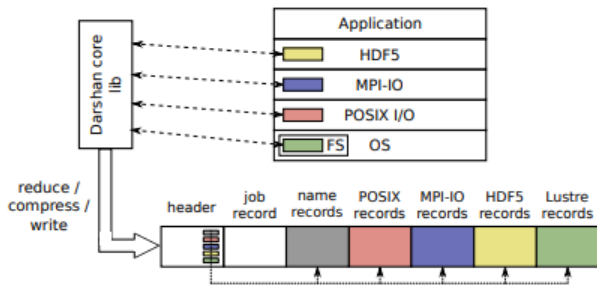 Darshan core
lib
Application
HDF5
MPI-IO
POSIX I/O
FS OS
reduce /
compress /
write
header
job
record
name
records
POSIX
records
MPI-IO
records
HDF5
records
Lustre
records